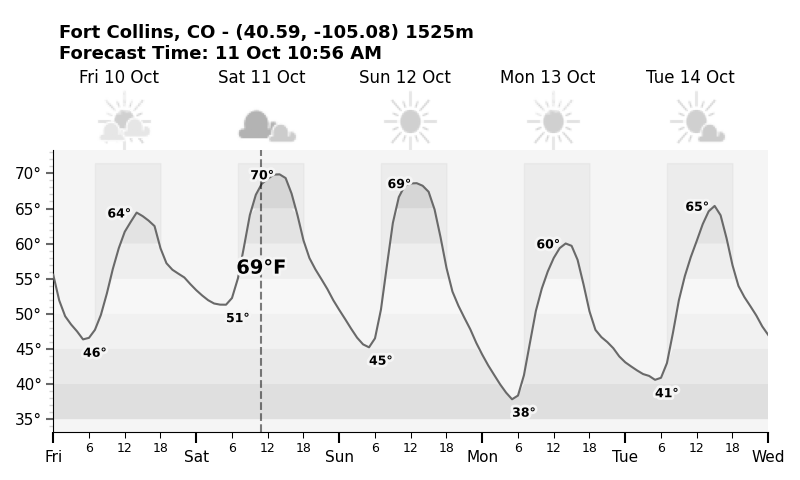 Fort Collins, CO - (40.59, -105.08) 1525m
Forecast Time: 11 Oct 10:56 AM
Fri 10 Oct Sat 11 Oct Sun 12 Oct Mon 13 Oct Tue 14 Oct
70°
65°
60°
55°
50°
45°
40°
35°
64° 70° 69° 60° 65°
69°F
46° 51° 45° 38° 41°
6 12 18 6 12 18 6 12 18 6 12 18 6 12 18
Fri Sat Sun Mon Tue Wed